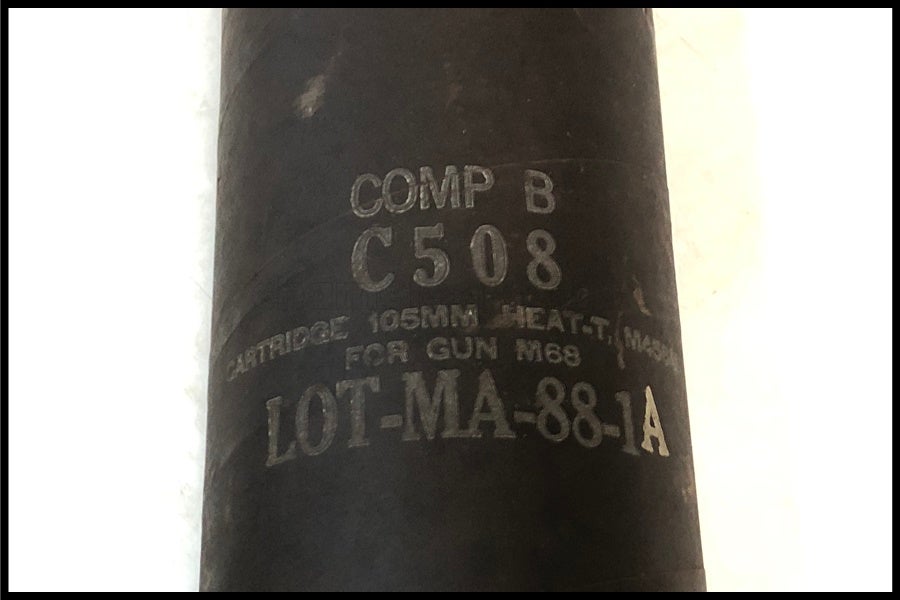 COMP B
C508
CARTRIDGE 105MM HEAT-T,
FOR GUN M68
LOT-MA-88-1A